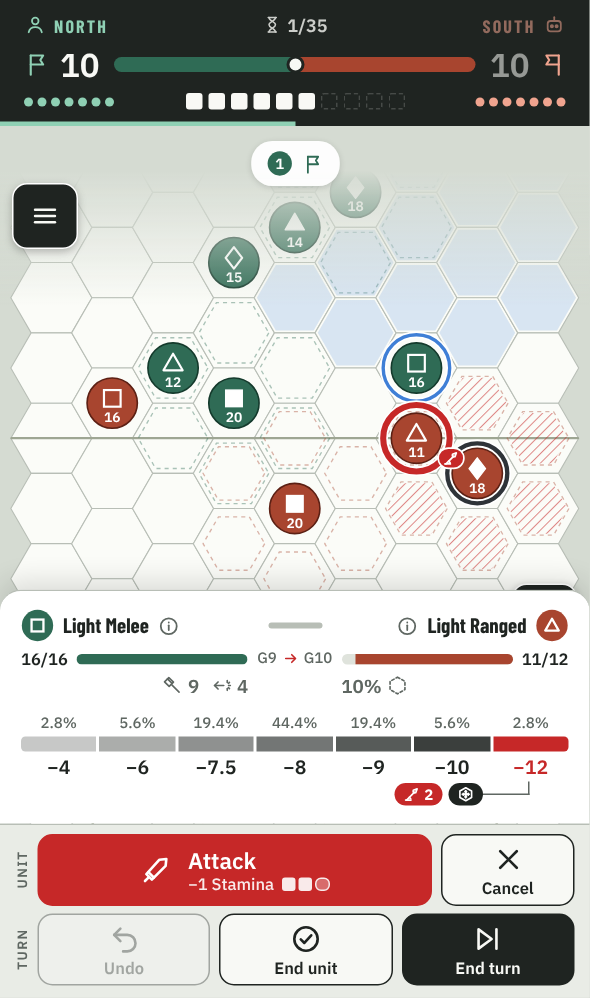 NORTH
1/35
SOUTH
10
10
1
18
14
15
12
16
16
20
11
18
20
Light Melee
Light Ranged
16/16
G9 → G10
11/12
9
4
10%
2.8%
5.6%
19.4%
44.4%
19.4%
5.6%
2.8%
−4
−6
−7.5
−8
−9
−10
−12
2
UNIT
Attack
−1 Stamina
Cancel
TURN
Undo
End unit
End turn